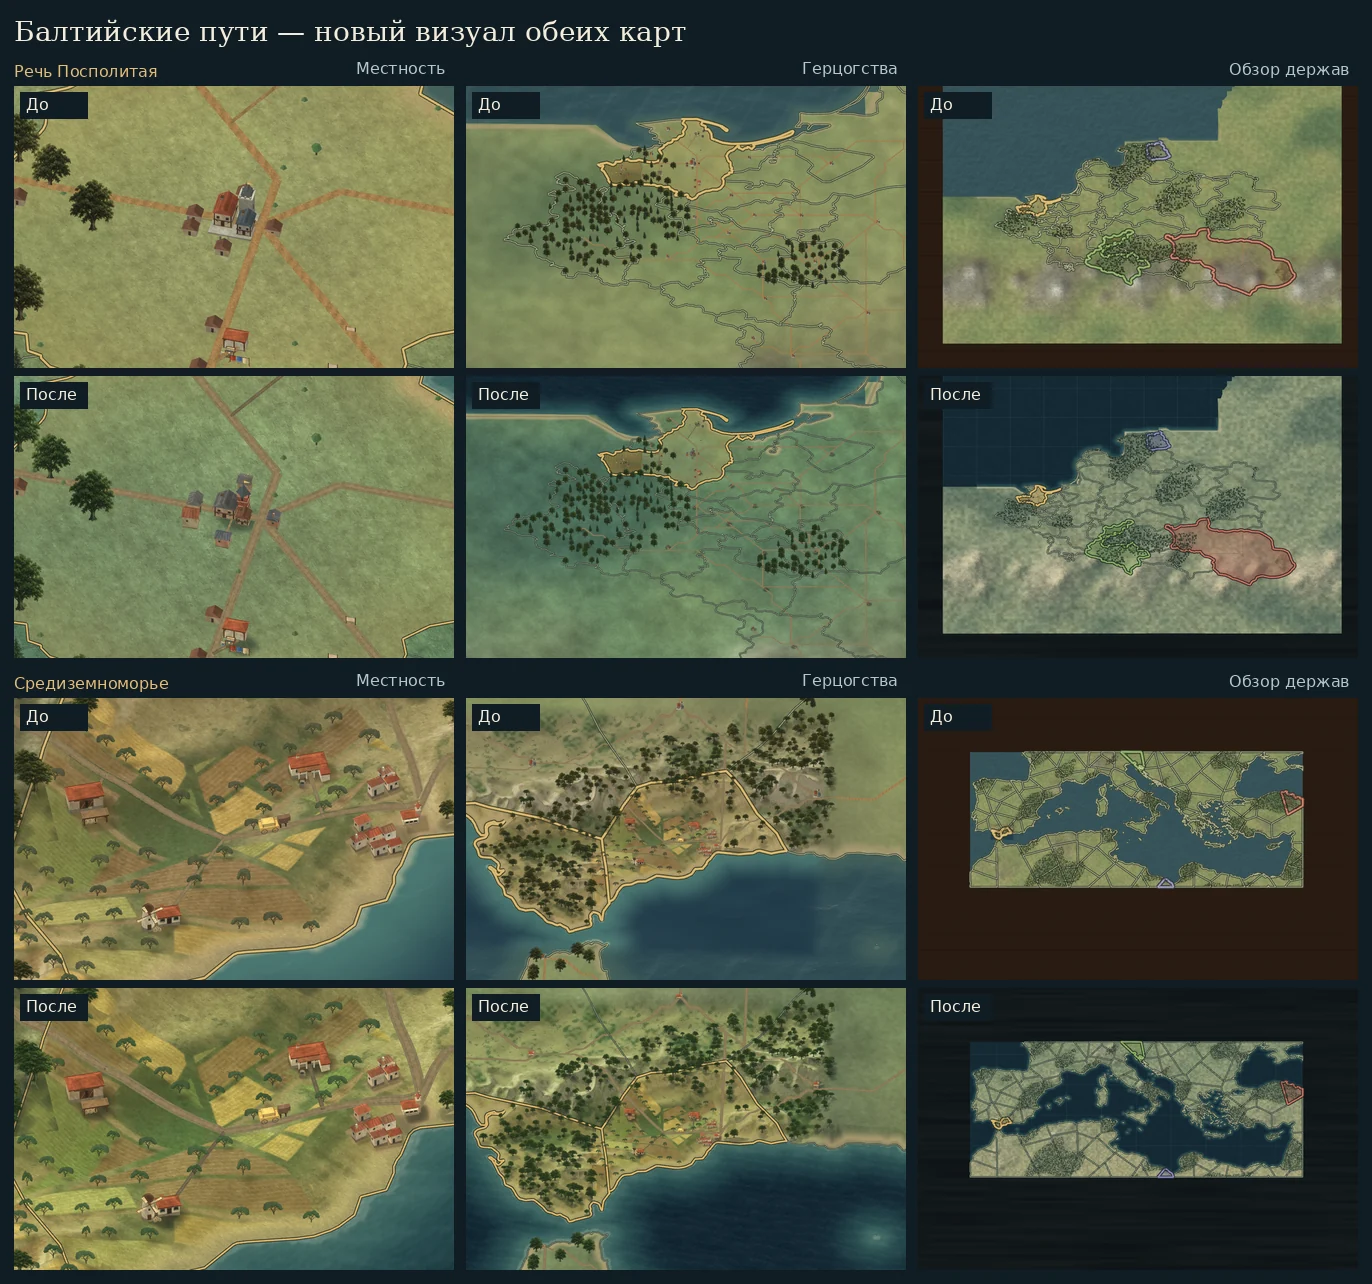 Балтийские пути — новый визуал обеих карт
Речь Посполитая
Местность
Герцогства
Обзор держав
До
До
До
После
После
После
Средиземноморье
Местность
Герцогства
Обзор держав
До
До
До
После
После
После